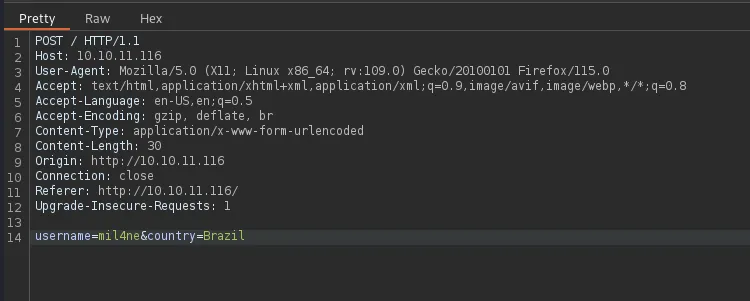 Pretty Raw Hex
1 POST / HTTP/1.1
2 Host: 10.10.11.116
3 User-Agent: Mozilla/5.0 (X11; Linux x86_64; rv:109.0) Gecko/20100101 Firefox/115.0
4 Accept: text/html,application/xhtml+xml,application/xml;q=0.9,image/avif,image/webp,*/*;q=0.8
5 Accept-Language: en-US,en;q=0.5
6 Accept-Encoding: gzip, deflate, br
7 Content-Type: application/x-www-form-urlencoded
8 Content-Length: 30
9 Origin: http://10.10.11.116
10 Connection: close
11 Referer: http://10.10.11.116/
12 Upgrade-Insecure-Requests: 1
13
14 username=mil4ne&country=Brazil